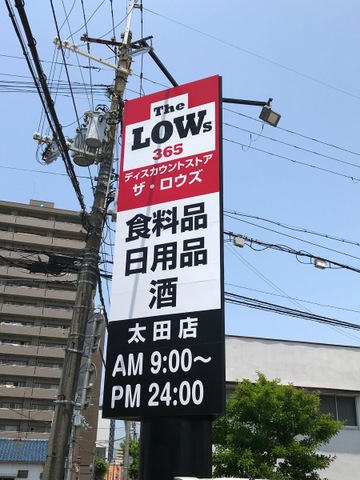 The
LOWs
365
ディスカウントストア
ザ・ロウズ
食料品
日用品
酒
太田店
AM 9:00〜
PM 24:00